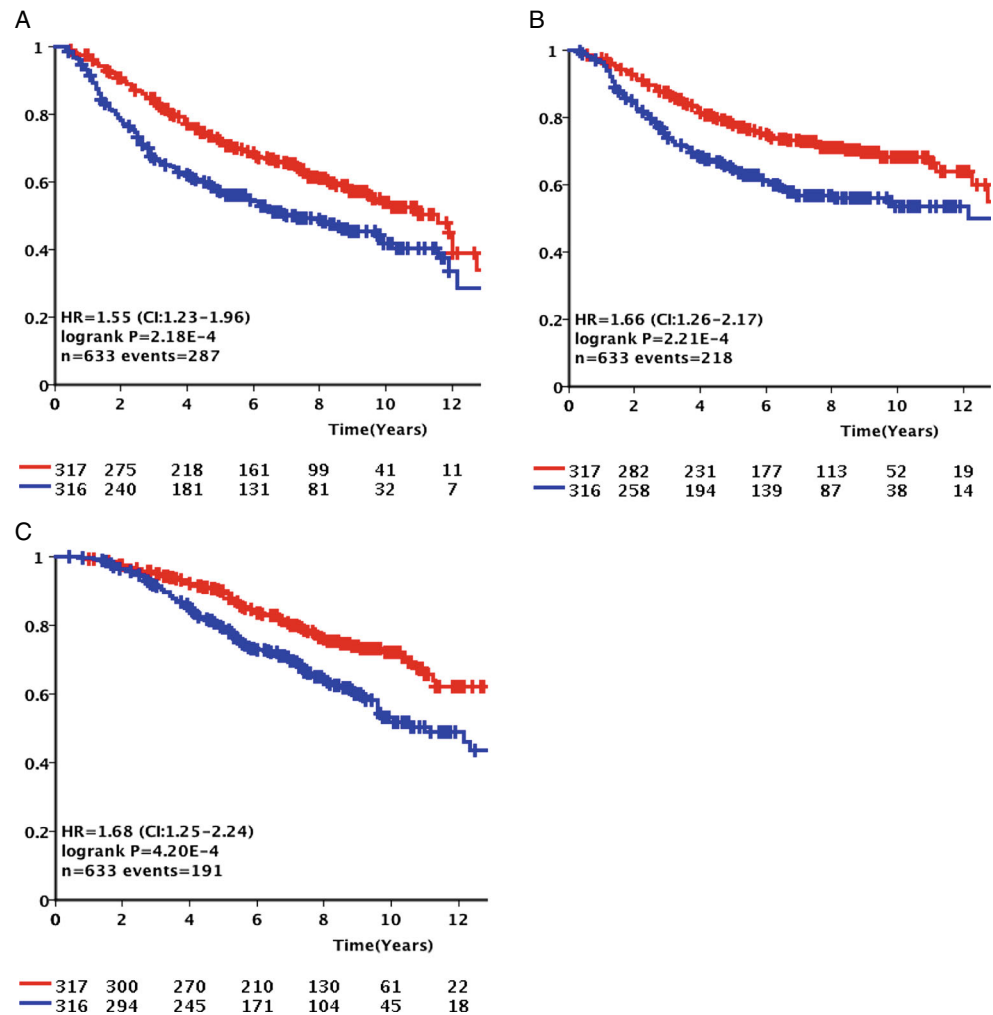 A
1
0.8
0.6
0.4
0.2
0
HR=1.55 (CI:1.23-1.96)
logrank P=2.18E-4
n=633 events=287
0 2 4 6 8 10 12
Time(Years)
317 275 218 161 99 41 11
316 240 181 131 81 32 7
B
1
0.8
0.6
0.4
0.2
0
HR=1.66 (CI:1.26-2.17)
logrank P=2.21E-4
n=633 events=218
0 2 4 6 8 10 12
Time(Years)
317 282 231 177 113 52 19
316 258 194 139 87 38 14
C
1
0.8
0.6
0.4
0.2
0
HR=1.68 (CI:1.25-2.24)
logrank P=4.20E-4
n=633 events=191
0 2 4 6 8 10 12
Time(Years)
317 300 270 210 130 61 22
316 294 245 171 104 45 18